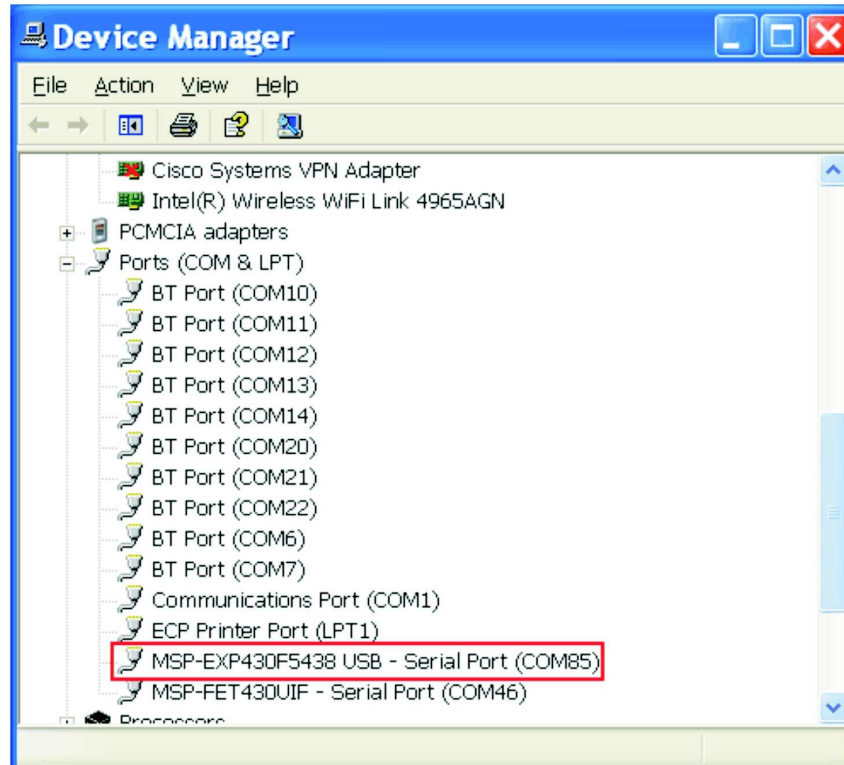 Device Manager
File Action View Help
Cisco Systems VPN Adapter
Intel(R) Wireless WiFi Link 4965AGN
PCMCIA adapters
Ports (COM & LPT)
BT Port (COM10)
BT Port (COM11)
BT Port (COM12)
BT Port (COM13)
BT Port (COM14)
BT Port (COM20)
BT Port (COM21)
BT Port (COM22)
BT Port (COM6)
BT Port (COM7)
Communications Port (COM1)
ECP Printer Port (LPT1)
MSP-EXP430F5438 USB - Serial Port (COM85)
MSP-FET430UIF - Serial Port (COM46)
Processors